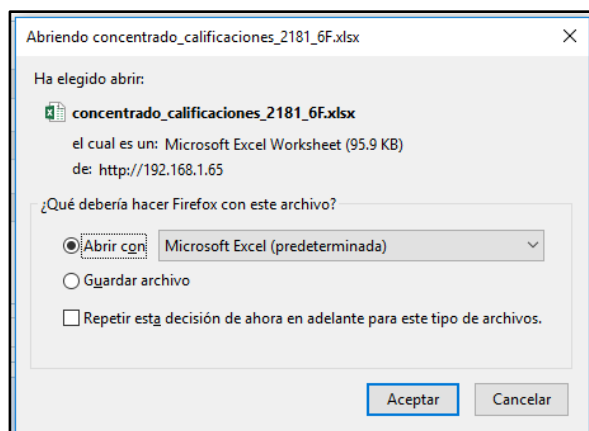 Abriendo concentrado_calificaciones_2181_6F.xlsx
Ha elegido abrir:
concentrado_calificaciones_2181_6F.xlsx
el cual es un: Microsoft Excel Worksheet (95.9 KB)
de: http://192.168.1.65
¿Qué debería hacer Firefox con este archivo?
Abrir con Microsoft Excel (predeterminada)
Guardar archivo
Repetir esta decisión de ahora en adelante para este tipo de archivos.
Aceptar Cancelar